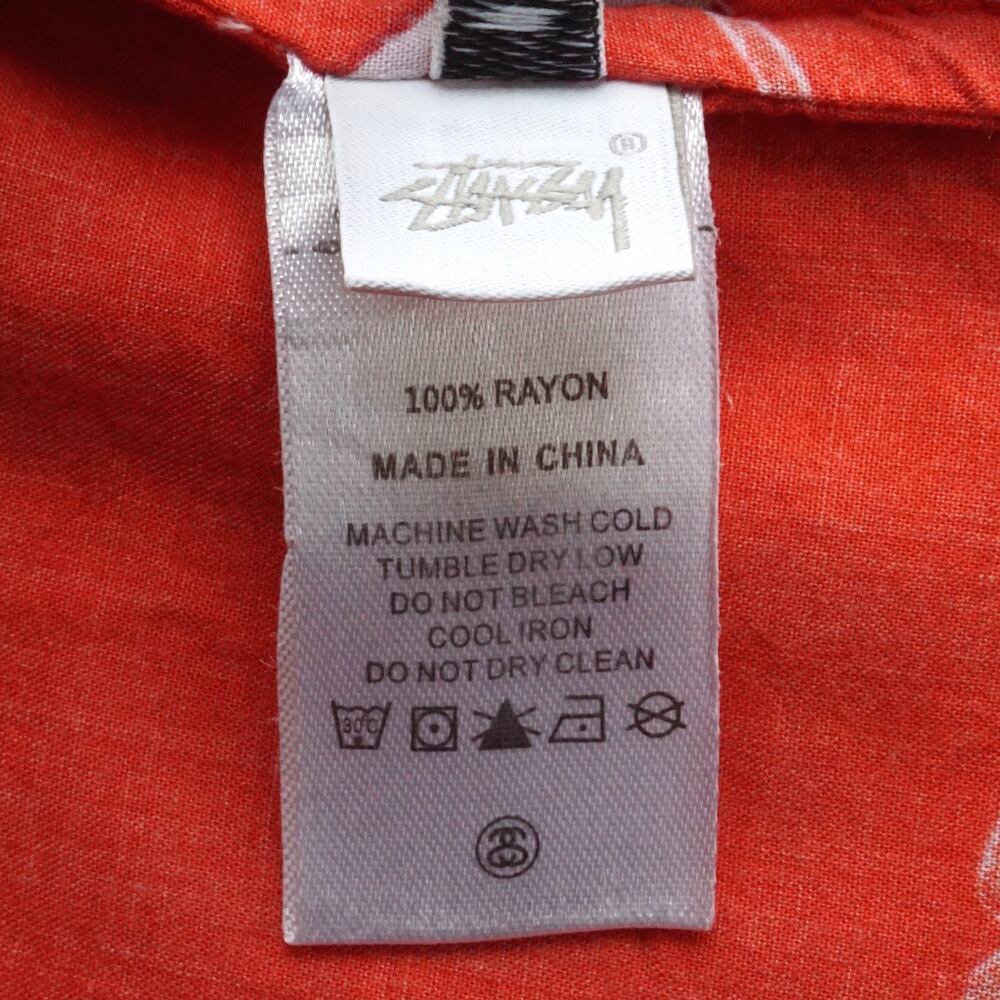 STÜSSY
100% RAYON
MADE IN CHINA
MACHINE WASH COLD
TUMBLE DRY LOW
DO NOT BLEACH
COOL IRON
DO NOT DRY CLEAN
30°C